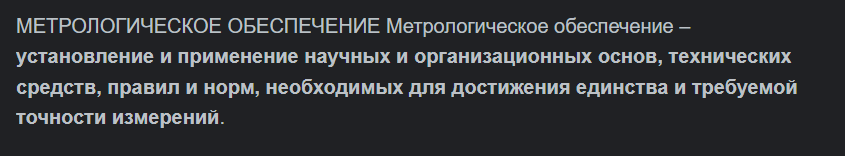 МЕТРОЛОГИЧЕСКОЕ ОБЕСПЕЧЕНИЕ Метрологическое обеспечение –
установление и применение научных и организационных основ, технических
средств, правил и норм, необходимых для достижения единства и требуемой
точности измерений.